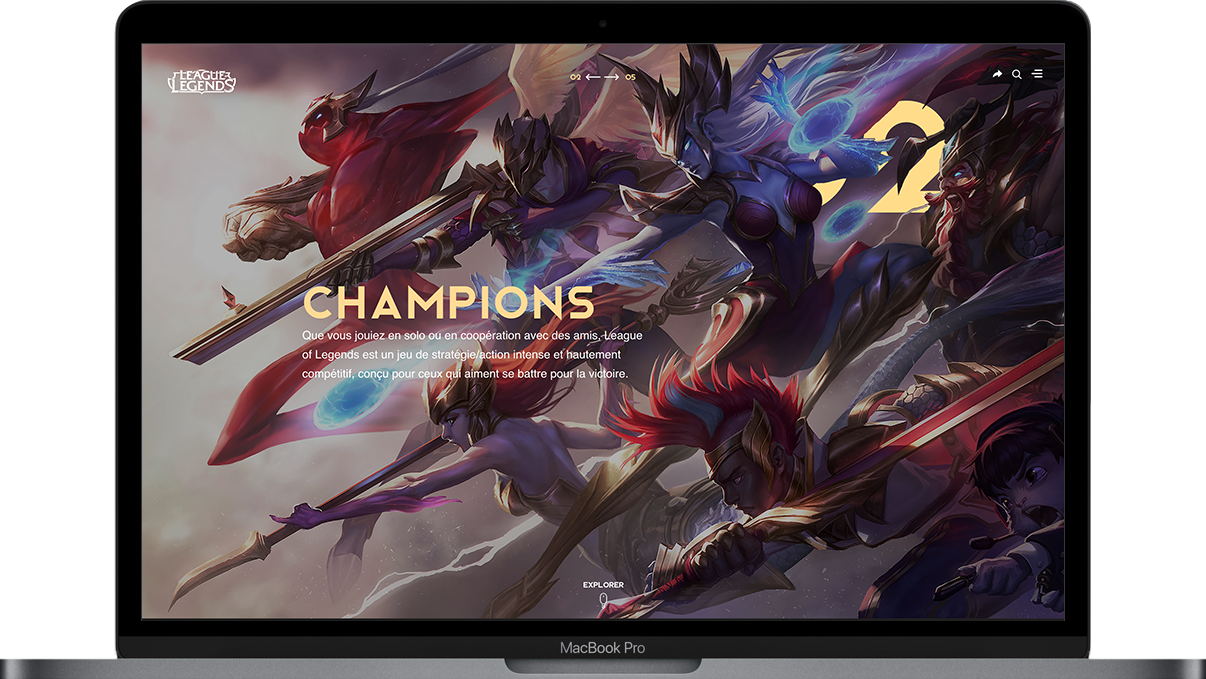 LEAGUE OF
LEGENDS
02
05
2
CHAMPIONS
Que vous jouiez en solo ou en coopération avec des amis, League
of Legends est un jeu de stratégie/action intense et hautement
compétitif, conçu pour ceux qui aiment se battre pour la victoire.
EXPLORER
MacBook Pro